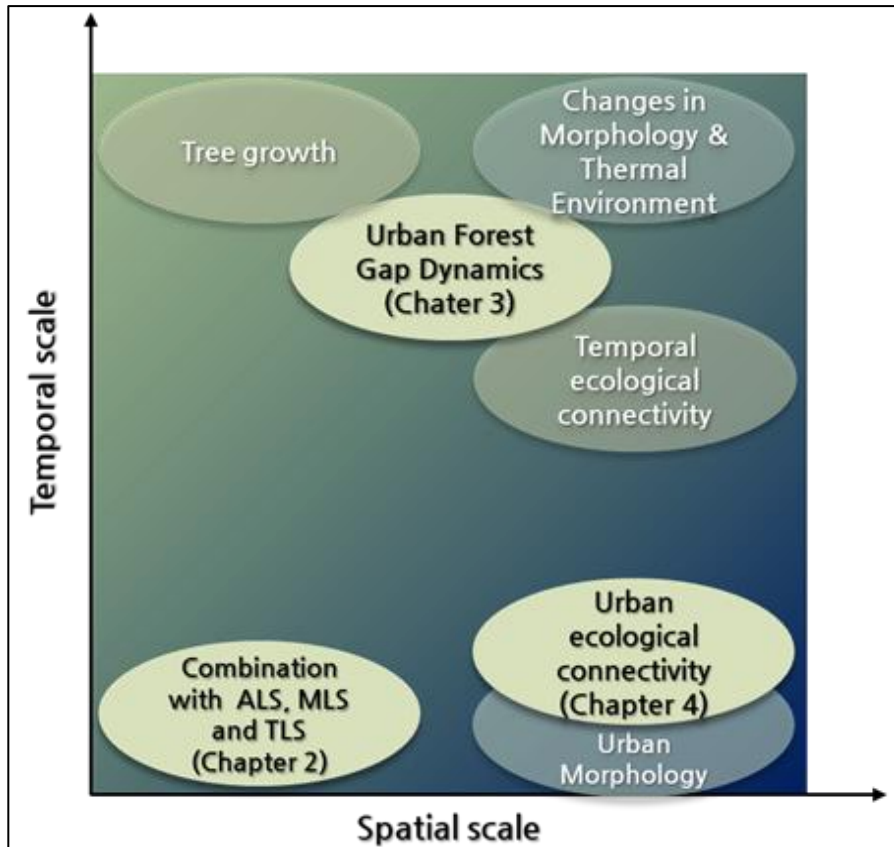 Temporal scale
Tree growth
Changes in
Morphology &
Thermal
Environment
Urban Forest
Gap Dynamics
(Chater 3)
Temporal
ecological
connectivity
Urban
ecological
connectivity
(Chapter 4)
Combination
with ALS, MLS
and TLS
(Chapter 2)
Urban
Morphology
Spatial scale